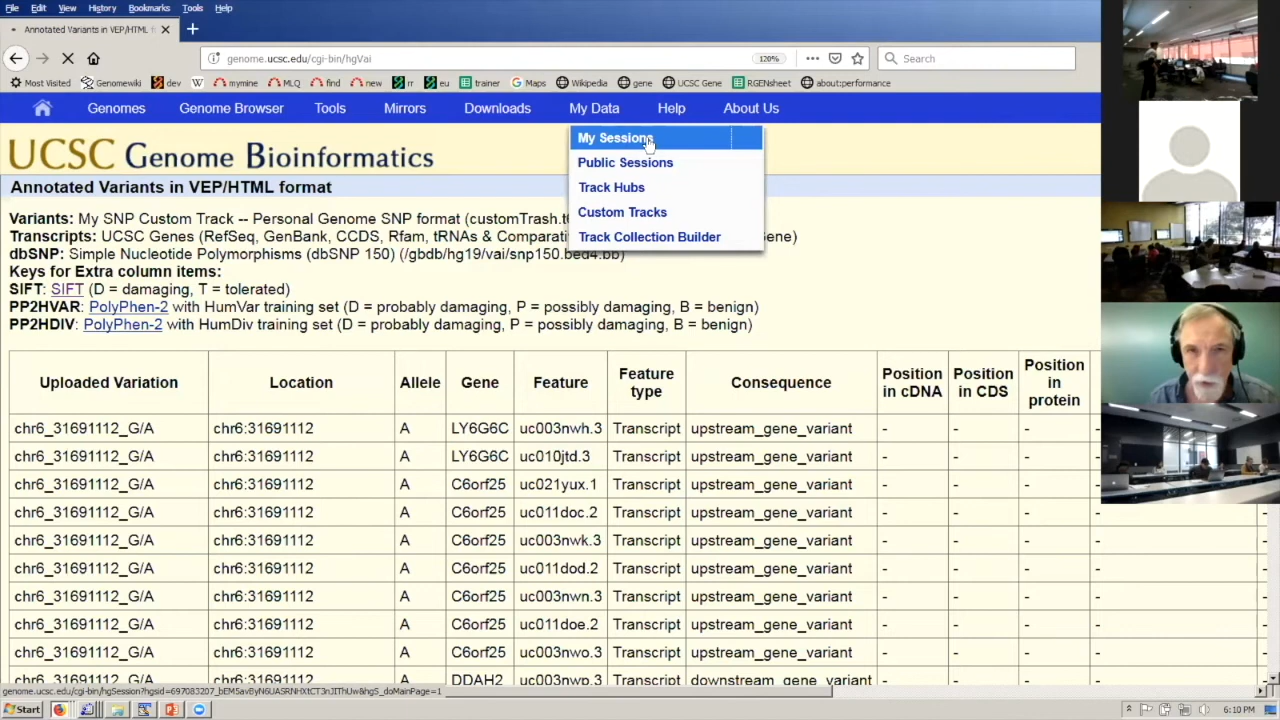 File Edit View History Bookmarks Tools Help
Annotated Variants in VEP/HTML
genome.ucsc.edu/cgi-bin/hgVai 120% Search
Most Visited Genomewiki dev mymine MLQ find new rr eu trainer Maps Wikipedia gene UCSC Gene RGENsheet about:performance
Genomes Genome Browser Tools Mirrors Downloads My Data Help About Us
My Sessions
Public Sessions
Track Hubs
Custom Tracks
Track Collection Builder
UCSC Genome Bioinformatics
Annotated Variants in VEP/HTML format
Variants: My SNP Custom Track -- Personal Genome SNP format
Transcripts: UCSC Genes (RefSeq, GenBank, CCDS, Rfam, tRNAs &
dbSNP: Simple Nucleotide Polymorphisms (dbSNP 150) (/gbdb/hg19/vai/snp150.bed4.bb)
Keys for Extra column items:
SIFT: SIFT (D = damaging, T = tolerated)
PP2HVAR: PolyPhen-2 with HumVar training set (D = probably damaging, P = possibly damaging, B = benign)
PP2HDIV: PolyPhen-2 with HumDiv training set (D = probably damaging, P = possibly damaging, B = benign)
Uploaded Variation Location Allele Gene Feature Feature type Consequence Position in cDNA Position in CDS Position in protein
chr6_31691112_G/A chr6:31691112 A LY6G6C uc003nwh.3 Transcript upstream_gene_variant - - - -
chr6_31691112_G/A chr6:31691112 A LY6G6C uc010jtd.3 Transcript upstream_gene_variant - - - -
chr6_31691112_G/A chr6:31691112 A C6orf25 uc021yux.1 Transcript upstream_gene_variant - - - -
chr6_31691112_G/A chr6:31691112 A C6orf25 uc011doc.2 Transcript upstream_gene_variant - - - -
chr6_31691112_G/A chr6:31691112 A C6orf25 uc003nwk.3 Transcript upstream_gene_variant - - - -
chr6_31691112_G/A chr6:31691112 A C6orf25 uc011dod.2 Transcript upstream_gene_variant - - - -
chr6_31691112_G/A chr6:31691112 A C6orf25 uc003nwn.3 Transcript upstream_gene_variant - - - -
chr6_31691112_G/A chr6:31691112 A C6orf25 uc011doe.2 Transcript upstream_gene_variant - - - -
chr6_31691112_G/A chr6:31691112 A C6orf25 uc003nwo.3 Transcript upstream_gene_variant - - - -
chr6_31691112_G/A chr6:31691112 A DDAH2 uc003nwp.3 Transcript downstream_gene_variant - - - -
Start 6:10 PM